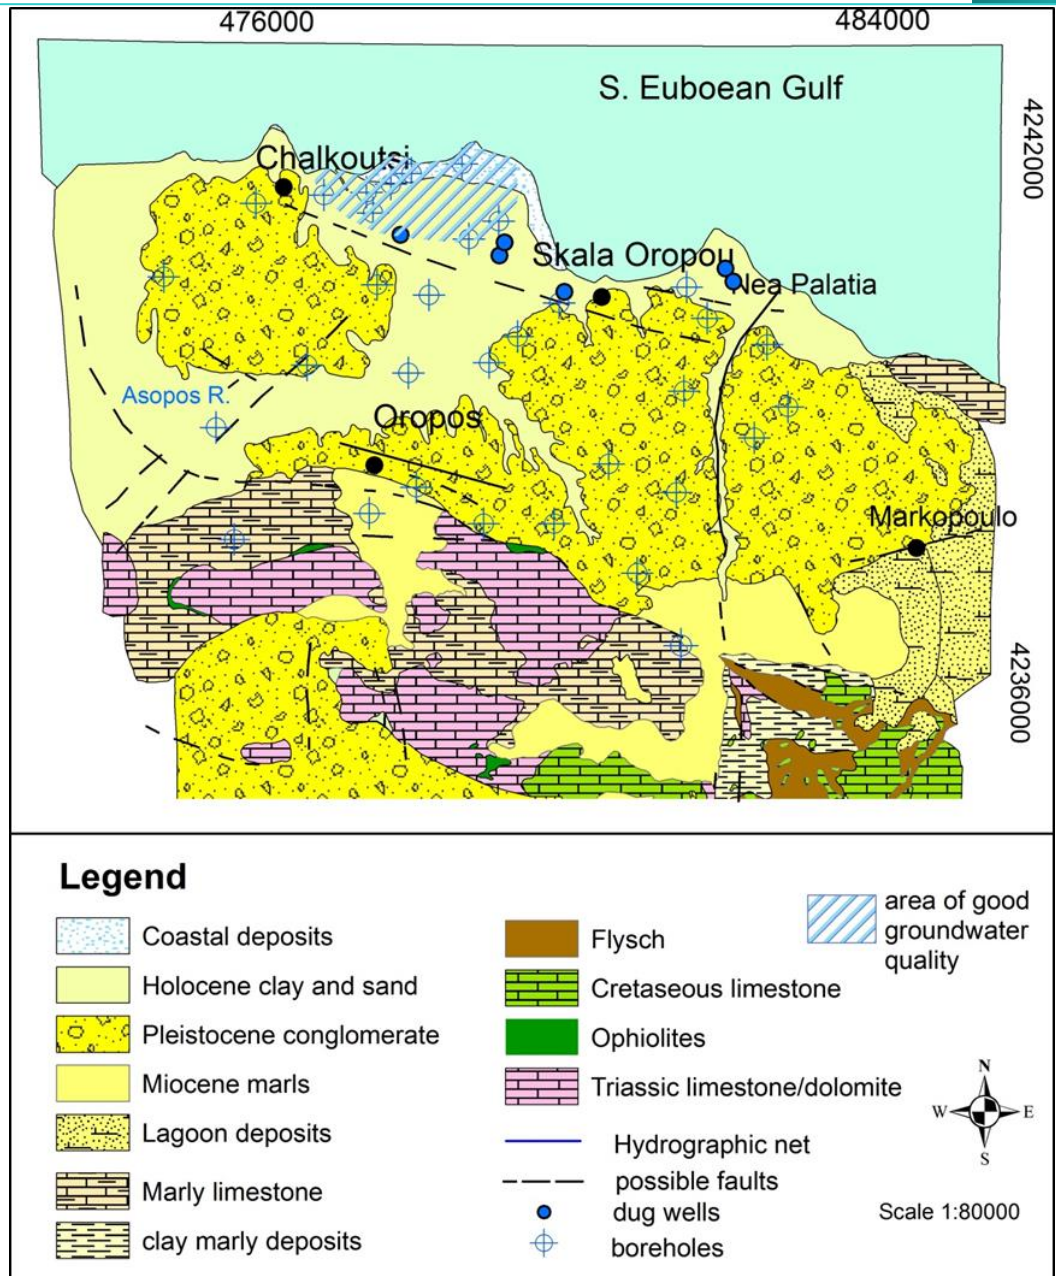 476000
484000
S. Euboean Gulf
4242000
Chalkoutsi
Skala Oropou
Nea Palatia
Asopos R.
Oropos
Markopoulo
4236000
Legend
Coastal deposits
Holocene clay and sand
Pleistocene conglomerate
Miocene marls
Lagoon deposits
Marly limestone
clay marly deposits
Flysch
Cretaseous limestone
Ophiolites
Triassic limestone/dolomite
Hydrographic net
possible faults
dug wells
boreholes
area of good
groundwater
quality
N
W
E
S
Scale 1:80000